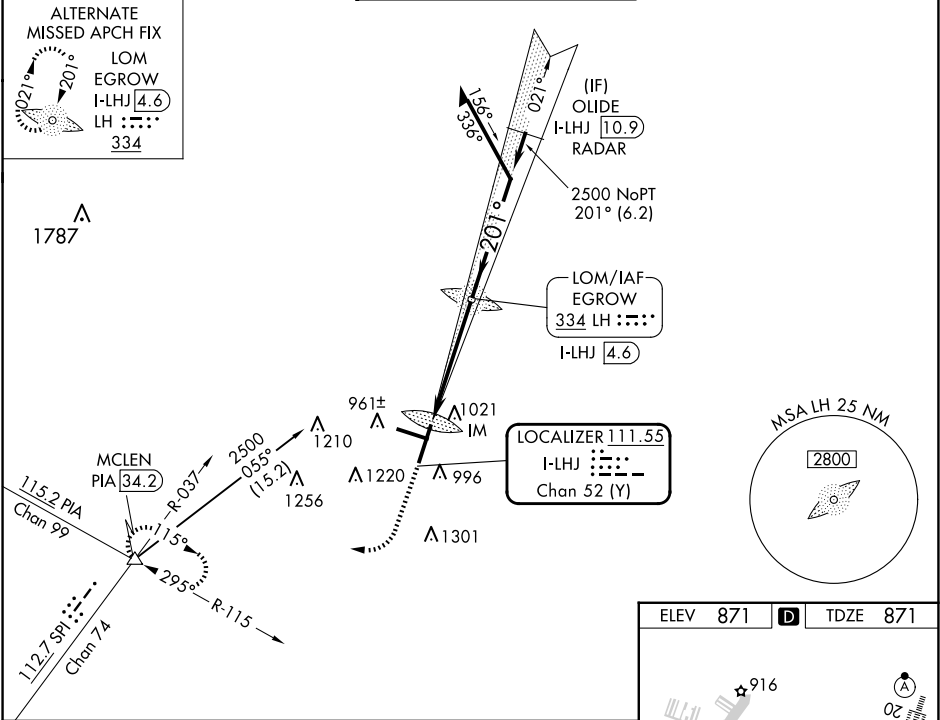 ALTERNATE
MISSED APCH FIX
LOM
EGROW
I-LHJ 4.6
LH
334
021°
201°
1787
156°
336°
021°
(IF)
OLIDE
I-LHJ 10.9
RADAR
2500 NoPT
201° (6.2)
201°
LOM/IAF
EGROW
334 LH
I-LHJ 4.6
961±
1021
IM
1210
1220
996
1256
1301
LOCALIZER 111.55
I-LHJ
Chan 52 (Y)
MCLEN
PIA 34.2
R-037
2500
055°
(15.2)
115.2 PIA
Chan 99
115°
295°
R-115
112.7 SPI
Chan 74
MSA LH 25 NM
2800
ELEV 871 D TDZE 871
916
A
20